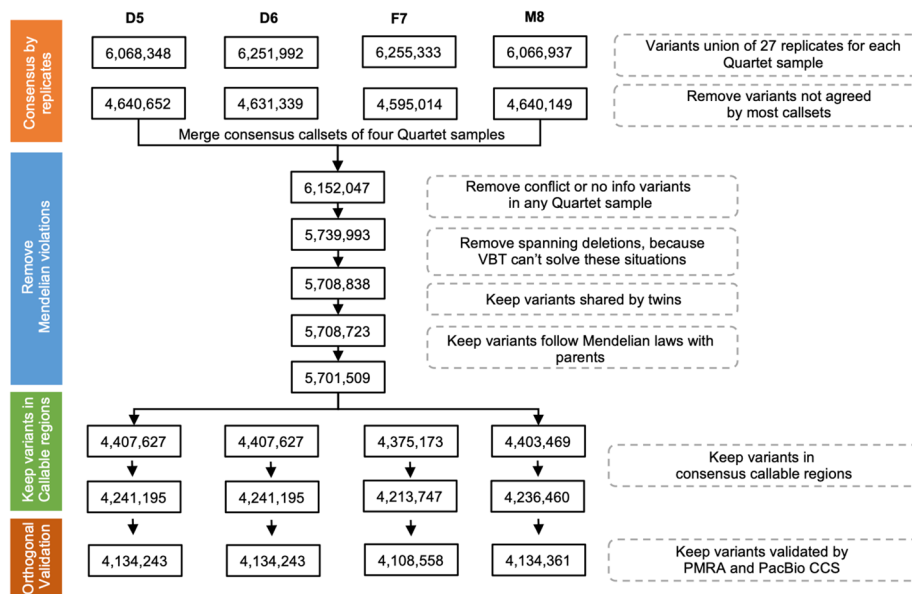 D5 D6 F7 M8
Consensus by
replicates
6,068,348 6,251,992 6,255,333 6,066,937
Variants union of 27 replicates for each
Quartet sample
4,640,652 4,631,339 4,595,014 4,640,149
Remove variants not agreed
by most callsets
Merge consensus callsets of four Quartet samples
Remove
Mendelian violations
6,152,047
Remove conflict or no info variants
in any Quartet sample
5,739,993
Remove spanning deletions, because
VBT can't solve these situations
5,708,838
Keep variants shared by twins
5,708,723
Keep variants follow Mendelian laws with
parents
5,701,509
Keep variants in
Callable regions
4,407,627 4,407,627 4,375,173 4,403,469
Keep variants in
consensus callable regions
4,241,195 4,241,195 4,213,747 4,236,460
Orthogonal
Validation
4,134,243 4,134,243 4,108,558 4,134,361
Keep variants validated by
PMRA and PacBio CCS